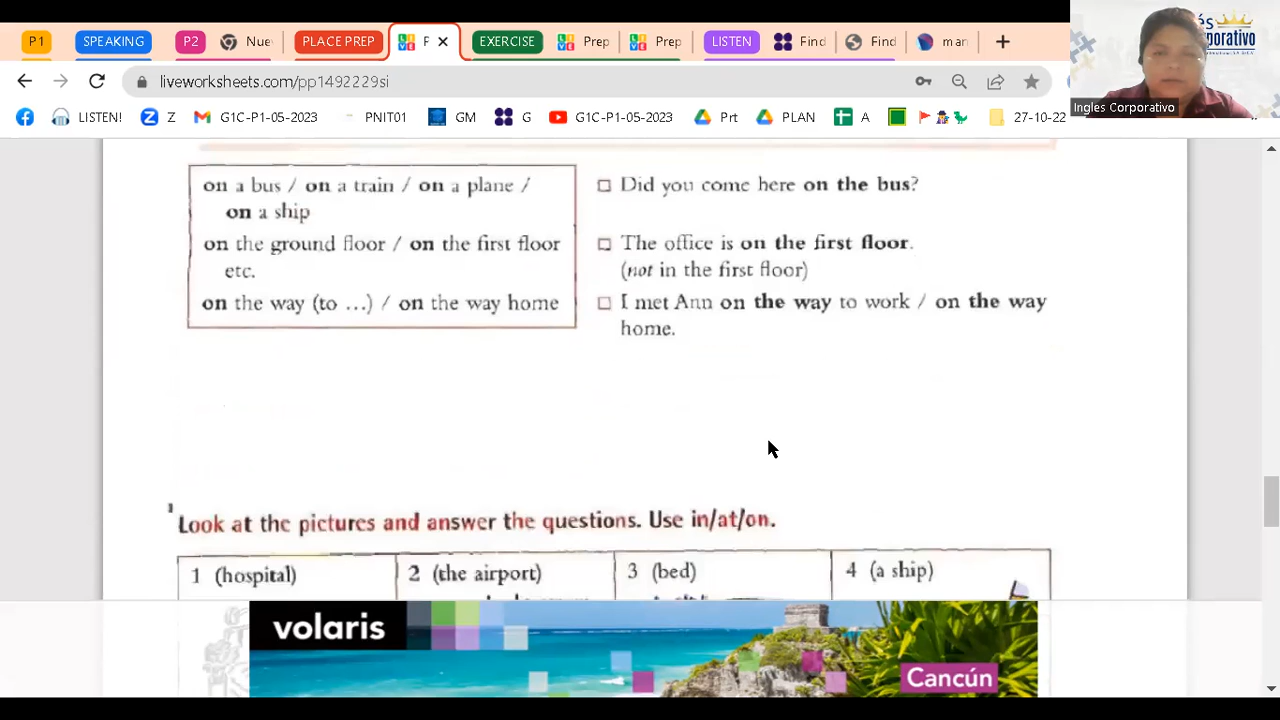 P1
SPEAKING
P2
Nue
PLACE PREP
F
EXERCISE
Prep
Prep
LISTEN
Find
Find
mar
liveworksheets.com/pp1492229si
LISTEN!
Z
G1C-P1-05-2023
PNIT01
GM
G
G1C-P1-05-2023
Prt
PLAN
A
27-10-22
Ingles Corporativo
on a bus / on a train / on a plane /
on a ship
on the ground floor / on the first floor
etc.
on the way (to ...) / on the way home
Did you come here on the bus?
The office is on the first floor.
(not in the first floor)
I met Ann on the way to work / on the way
home.
Look at the pictures and answer the questions. Use in/at/on.
1 (hospital)
2 (the airport)
3 (bed)
4 (a ship)
volaris
Cancún